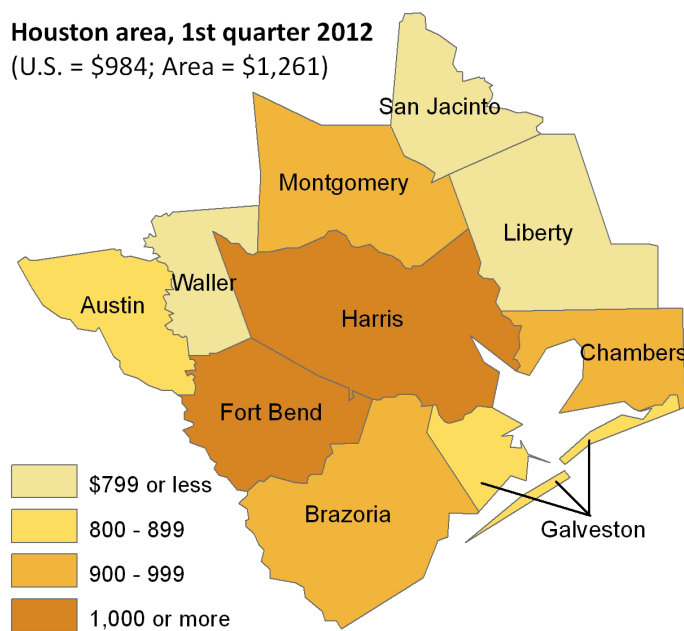 Houston area, 1st quarter 2012
(U.S. = $984; Area = $1,261)
San Jacinto
Montgomery
Liberty
Waller
Austin
Harris
Chambers
Fort Bend
Brazoria
Galveston
$799 or less
800 - 899
900 - 999
1,000 or more